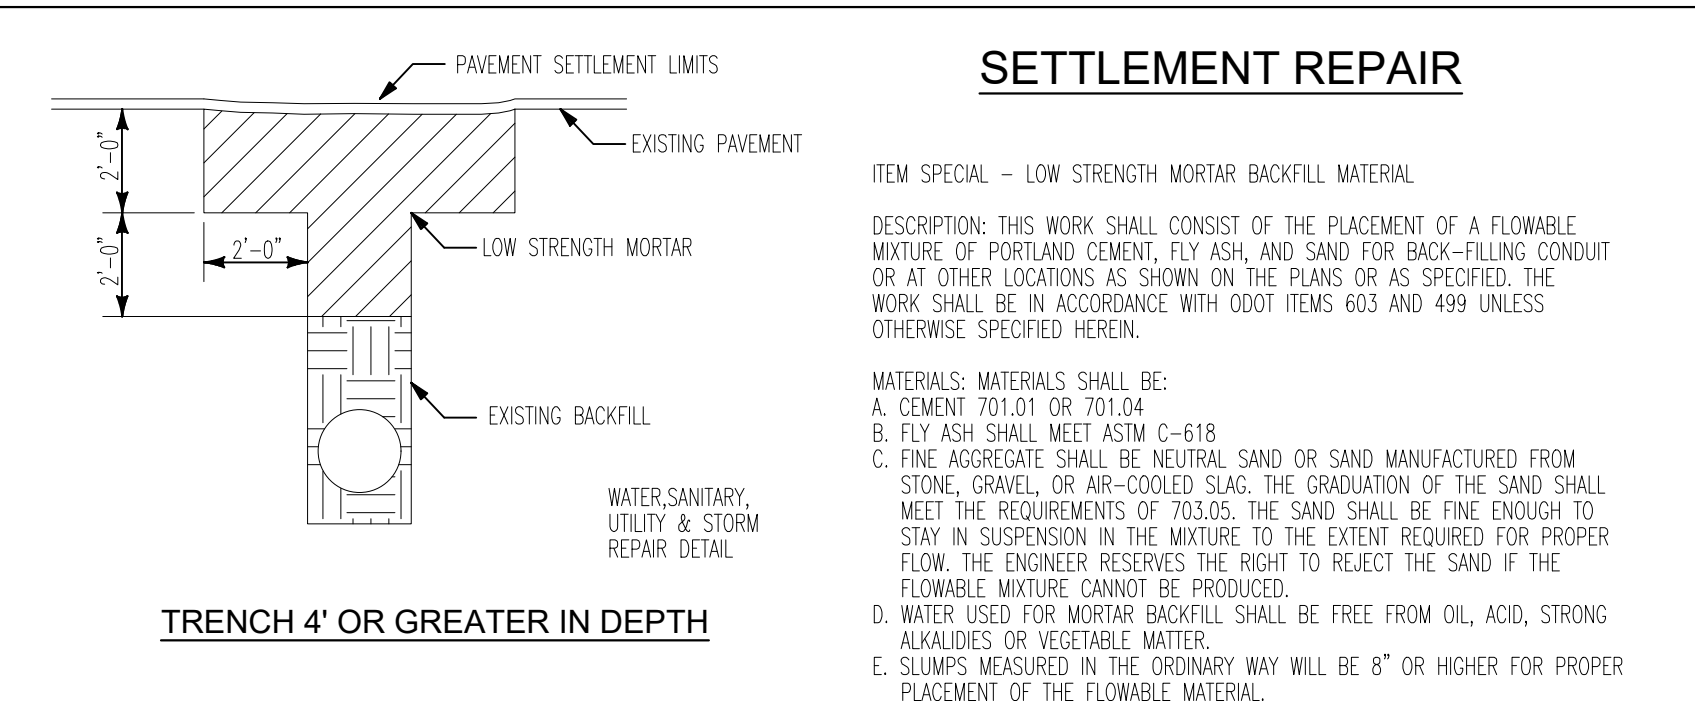 PAVEMENT SETTLEMENT LIMITS
EXISTING PAVEMENT
2'-0"
2'-0"
2'-0"
LOW STRENGTH MORTAR
EXISTING BACKFILL
WATER,SANITARY,
UTILITY & STORM
REPAIR DETAIL
TRENCH 4' OR GREATER IN DEPTH
SETTLEMENT REPAIR
ITEM SPECIAL – LOW STRENGTH MORTAR BACKFILL MATERIAL
DESCRIPTION: THIS WORK SHALL CONSIST OF THE PLACEMENT OF A FLOWABLE
MIXTURE OF PORTLAND CEMENT, FLY ASH, AND SAND FOR BACK–FILLING CONDUIT
OR AT OTHER LOCATIONS AS SHOWN ON THE PLANS OR AS SPECIFIED. THE
WORK SHALL BE IN ACCORDANCE WITH ODOT ITEMS 603 AND 499 UNLESS
OTHERWISE SPECIFIED HEREIN.
MATERIALS: MATERIALS SHALL BE:
A. CEMENT 701.01 OR 701.04
B. FLY ASH SHALL MEET ASTM C–618
C. FINE AGGREGATE SHALL BE NEUTRAL SAND OR SAND MANUFACTURED FROM
STONE, GRAVEL, OR AIR–COOLED SLAG. THE GRADUATION OF THE SAND SHALL
MEET THE REQUIREMENTS OF 703.05. THE SAND SHALL BE FINE ENOUGH TO
STAY IN SUSPENSION IN THE MIXTURE TO THE EXTENT REQUIRED FOR PROPER
FLOW. THE ENGINEER RESERVES THE RIGHT TO REJECT THE SAND IF THE
FLOWABLE MIXTURE CANNOT BE PRODUCED.
D. WATER USED FOR MORTAR BACKFILL SHALL BE FREE FROM OIL, ACID, STRONG
ALKALIDIES OR VEGETABLE MATTER.
E. SLUMPS MEASURED IN THE ORDINARY WAY WILL BE 8" OR HIGHER FOR PROPER
PLACEMENT OF THE FLOWABLE MATERIAL.